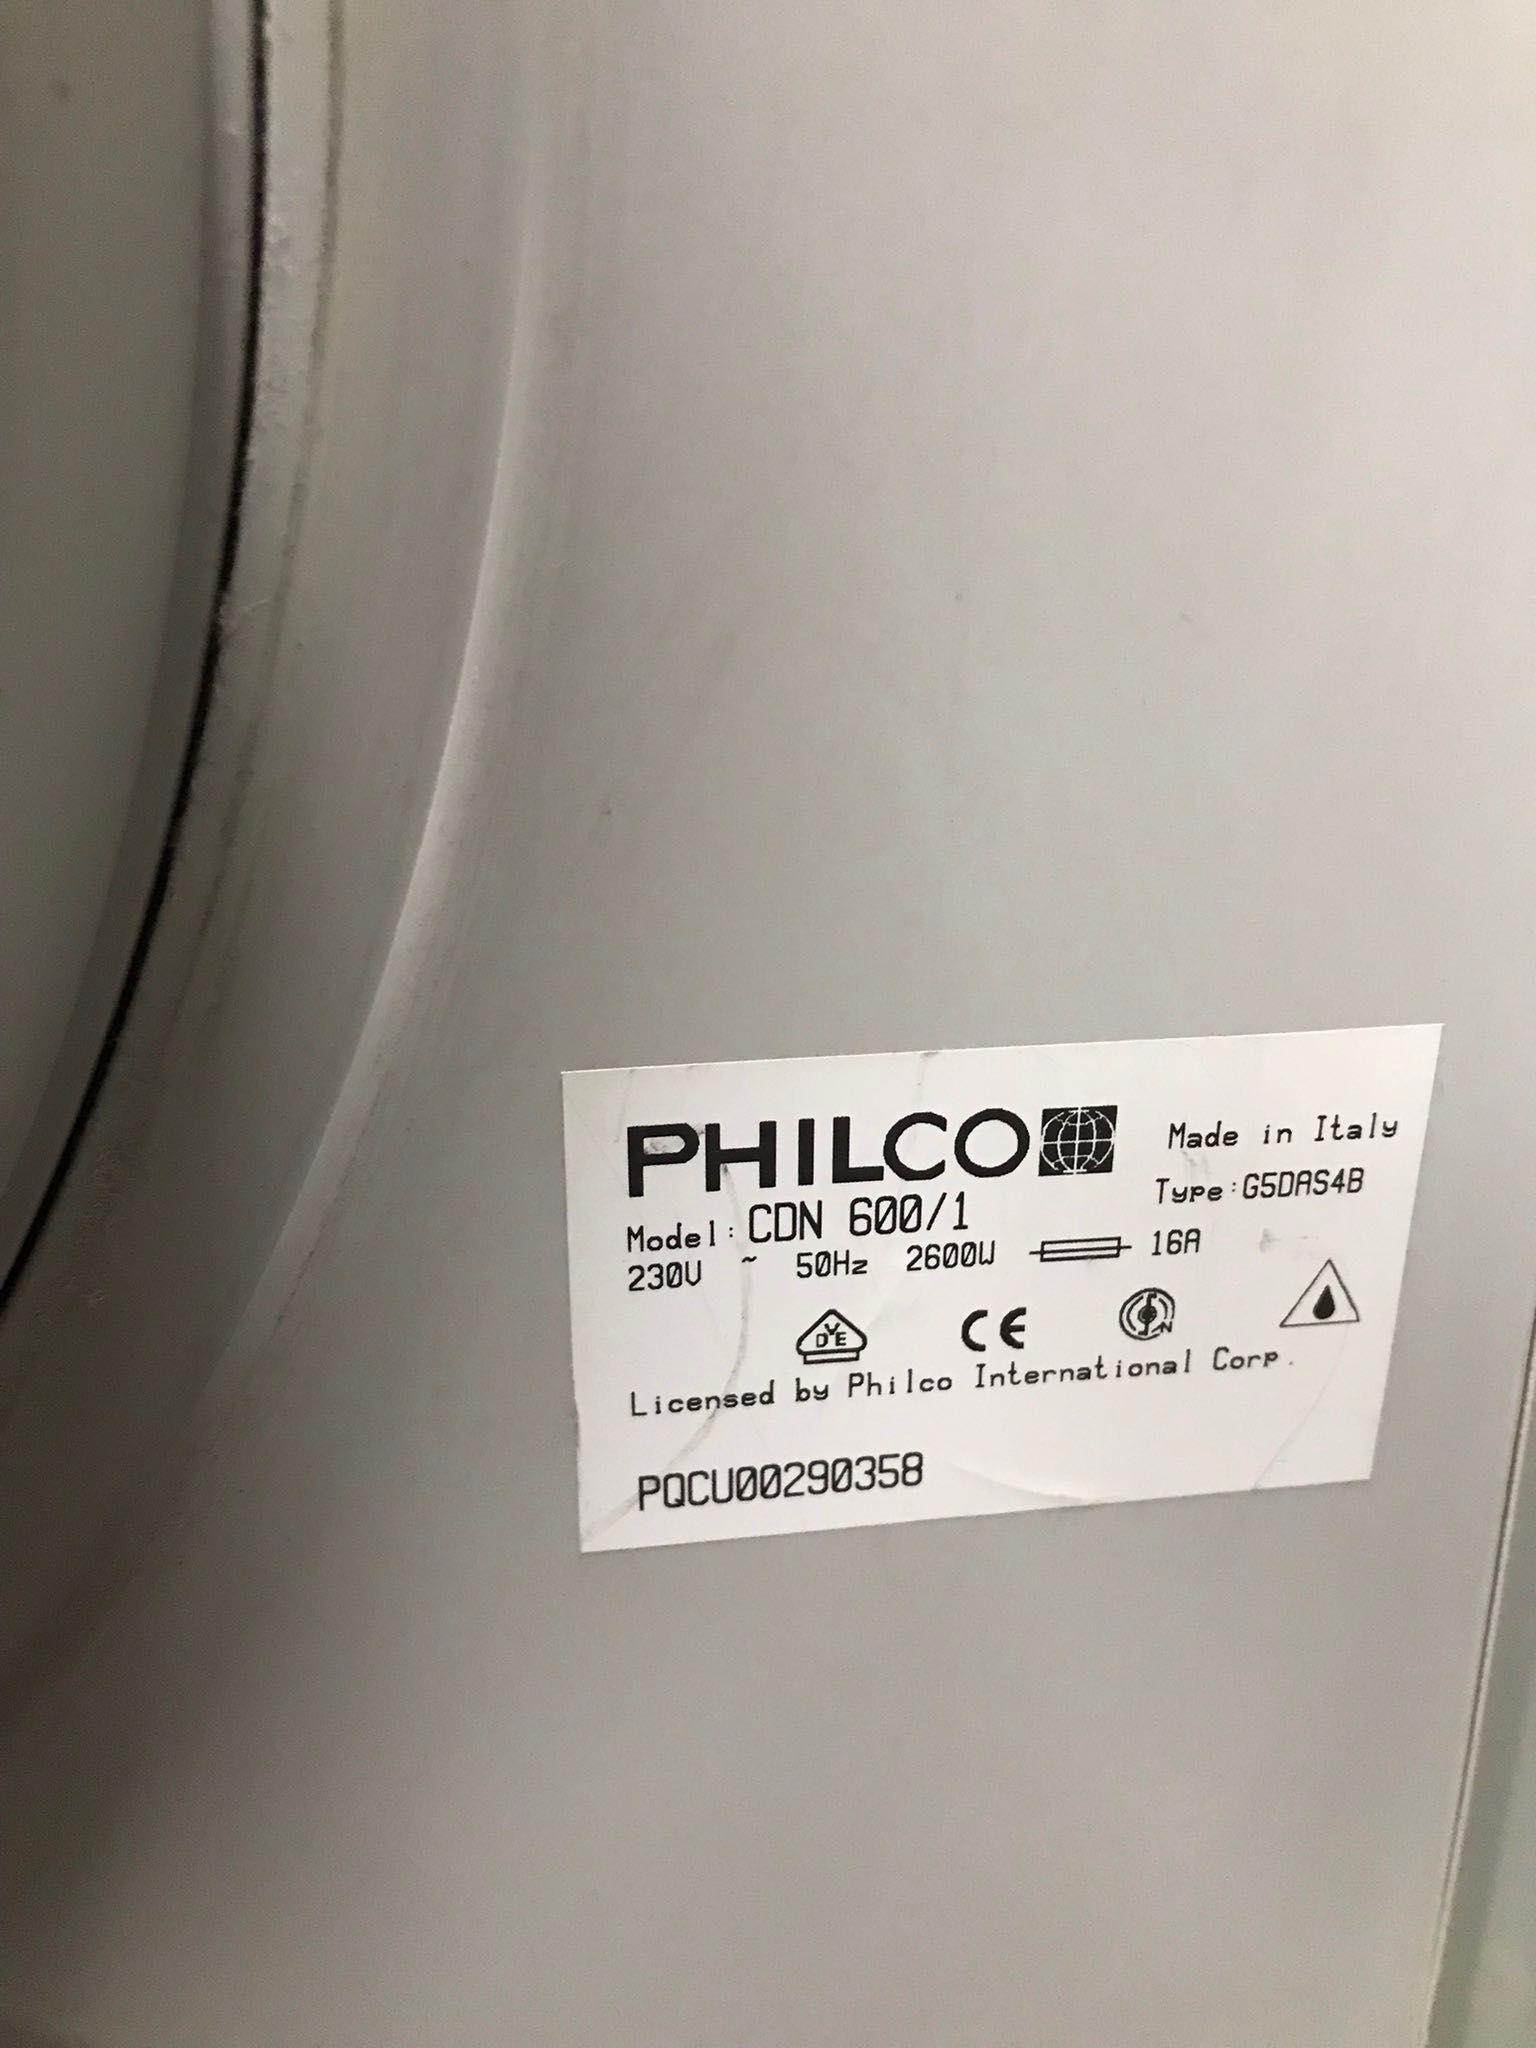 PHILCO
Made in Italy
Model: CDN 600/1
Type:G5DAS4B
230V ~ 50Hz 2600W 16A
DVE
CE
N
Licensed by Philco International Corp.
PQCU00290358